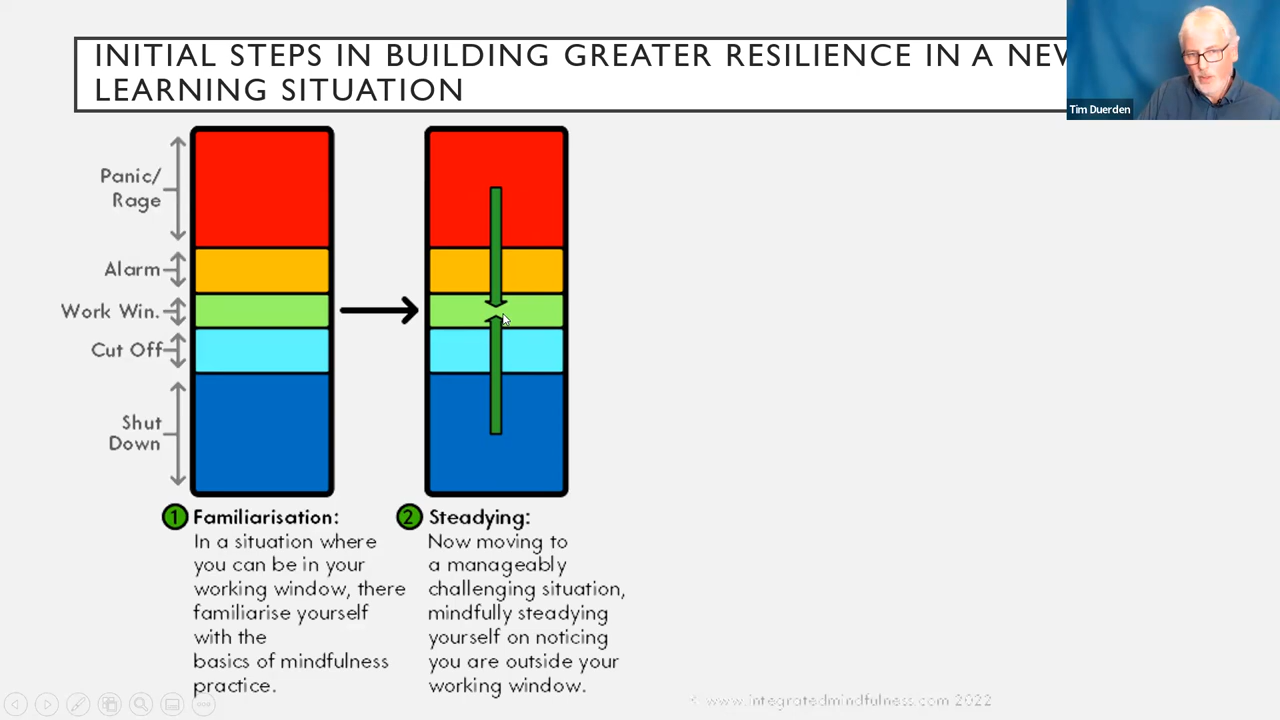 INITIAL STEPS IN BUILDING GREATER RESILIENCE IN A NEW
LEARNING SITUATION
Tim Duerden
Panic/
Rage
Alarm
Work Win.
Cut Off
Shut
Down
1 Familiarisation:
In a situation where
you can be in your
working window, there
familiarise yourself
with the
basics of mindfulness
practice.
2 Steadying:
Now moving to
a manageably
challenging situation,
mindfully steadying
yourself on noticing
you are outside your
working window.
© www.integratedmindfulness.com 2022